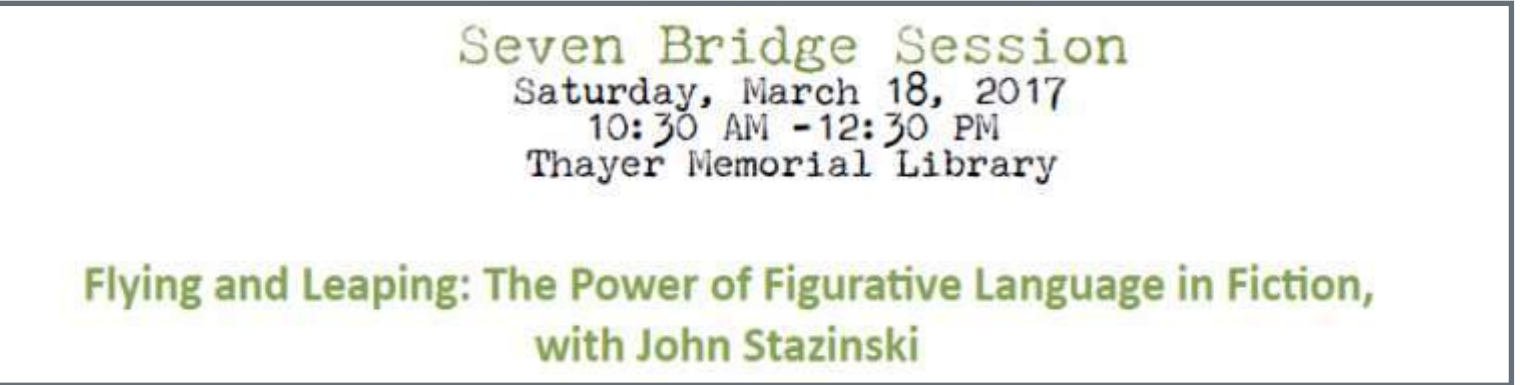 Seven Bridge Session
Saturday, March 18, 2017
10:30 AM -12:30 PM
Thayer Memorial Library
Flying and Leaping: The Power of Figurative Language in Fiction,
with John Stazinski